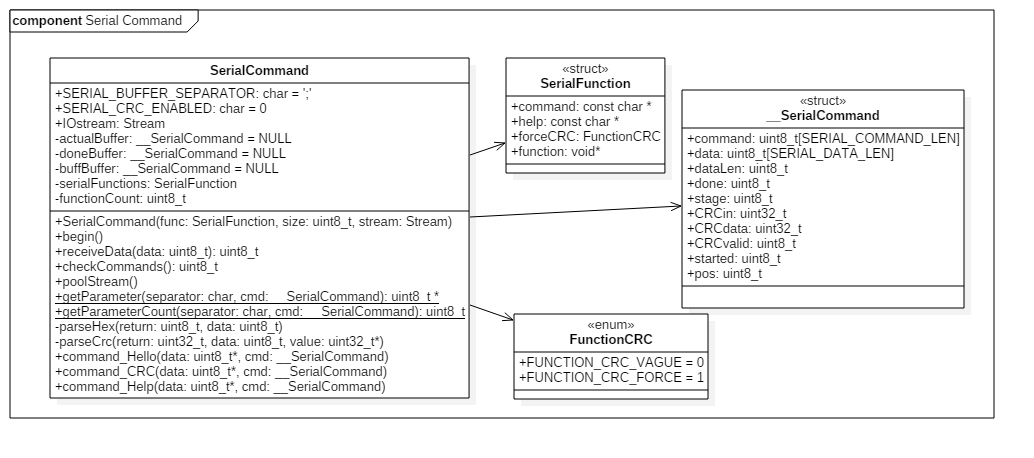 component Serial Command
SerialCommand
+SERIAL_BUFFER_SEPARATOR: char = ';'
+SERIAL_CRC_ENABLED: char = 0
+IOstream: Stream
-actualBuffer: __SerialCommand = NULL
-doneBuffer: __SerialCommand = NULL
-buffBuffer: __SerialCommand = NULL
-serialFunctions: SerialFunction
-functionCount: uint8_t
+SerialCommand(func: SerialFunction, size: uint8_t, stream: Stream)
+begin()
+receiveData(data: uint8_t): uint8_t
+checkCommands(): uint8_t
+poolStream()
+getParameter(separator: char, cmd: __SerialCommand): uint8_t *
+getParameterCount(separator: char, cmd: __SerialCommand): uint8_t
-parseHex(return: uint8_t, data: uint8_t)
-parseCrc(return: uint32_t, data: uint8_t, value: uint32_t*)
+command_Hello(data: uint8_t*, cmd: __SerialCommand)
+command_CRC(data: uint8_t*, cmd: __SerialCommand)
+command_Help(data: uint8_t*, cmd: __SerialCommand)
«struct»
SerialFunction
+command: const char *
+help: const char *
+forceCRC: FunctionCRC
+function: void*
«struct»
__SerialCommand
+command: uint8_t[SERIAL_COMMAND_LEN]
+data: uint8_t[SERIAL_DATA_LEN]
+dataLen: uint8_t
+done: uint8_t
+stage: uint8_t
+CRCin: uint32_t
+CRCdata: uint32_t
+CRCvalid: uint8_t
+started: uint8_t
+pos: uint8_t
«enum»
FunctionCRC
+FUNCTION_CRC_VAGUE = 0
+FUNCTION_CRC_FORCE = 1